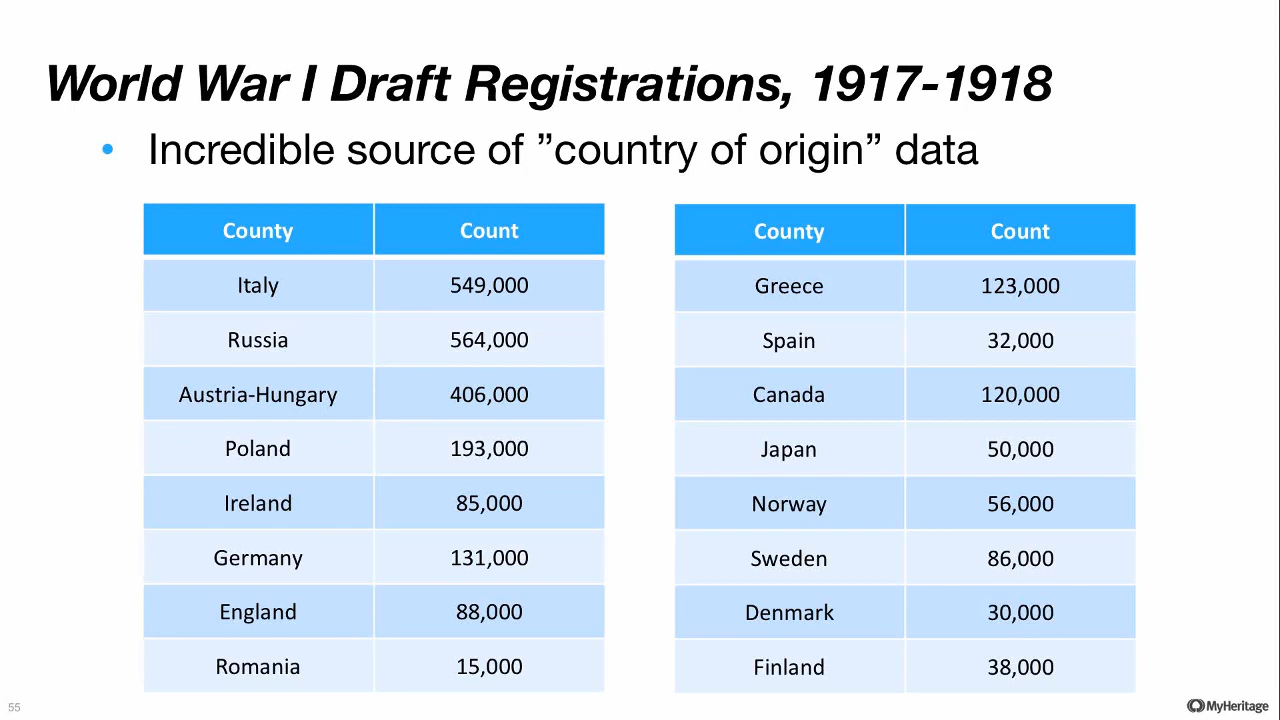 World War I Draft Registrations, 1917-1918
• Incredible source of ”country of origin” data
County Count
Italy 549,000
Russia 564,000
Austria-Hungary 406,000
Poland 193,000
Ireland 85,000
Germany 131,000
England 88,000
Romania 15,000
County Count
Greece 123,000
Spain 32,000
Canada 120,000
Japan 50,000
Norway 56,000
Sweden 86,000
Denmark 30,000
Finland 38,000
55
MyHeritage